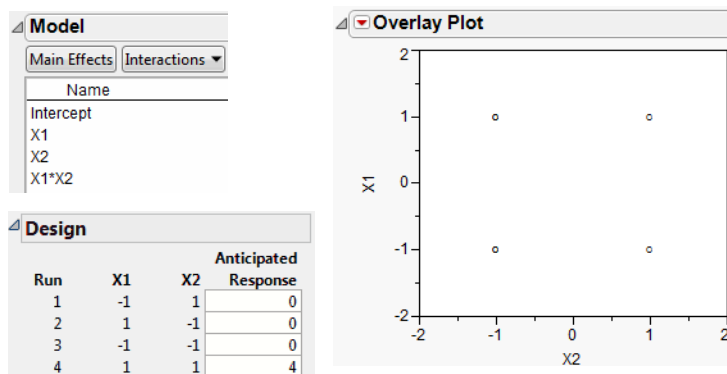 Model
Main Effects Interactions
Name
Intercept
X1
X2
X1*X2
Design
Anticipated
Run X1 X2 Response
1 -1 1 0
2 1 -1 0
3 -1 -1 0
4 1 1 4
Overlay Plot
2
1
0
-1
-2
X1
-2 -1 0 1 2
X2